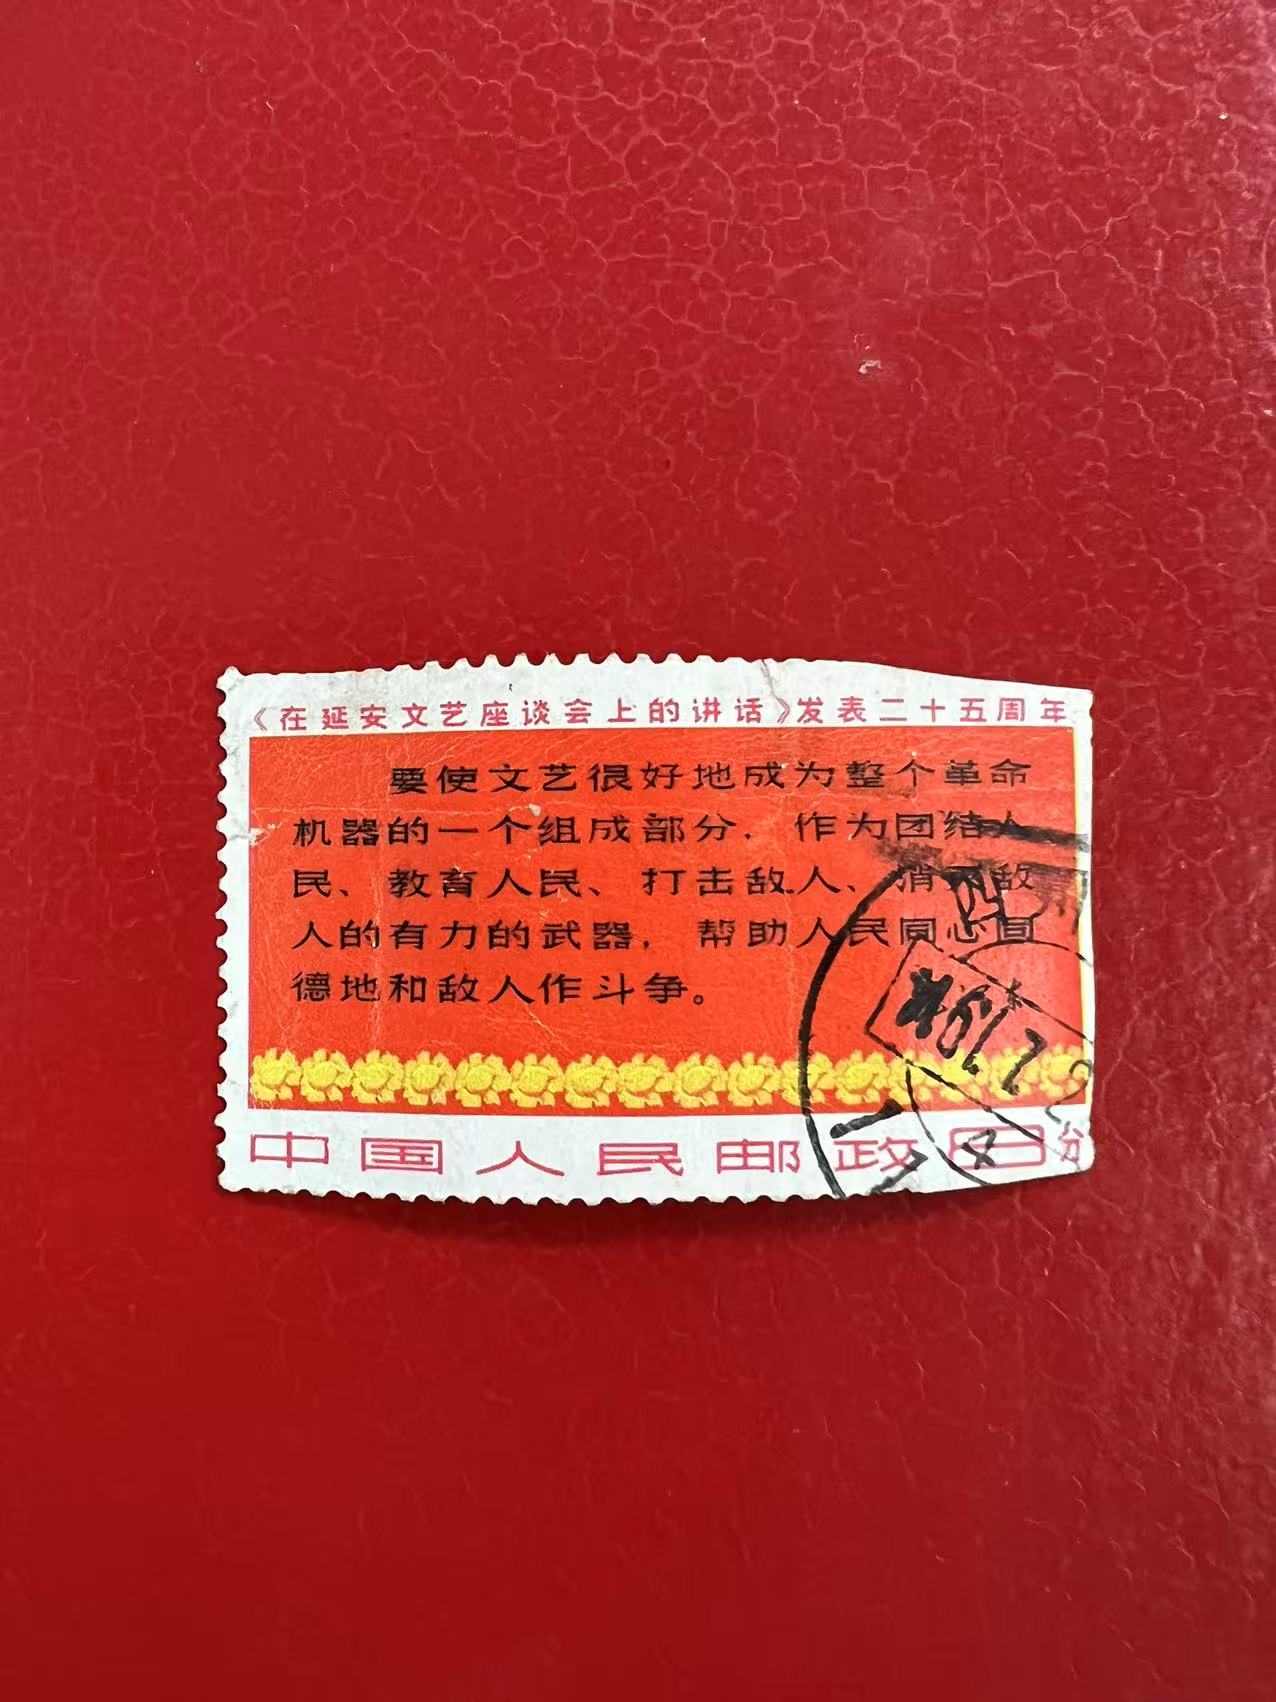 《在延安文艺座谈会上的讲话》发表二十五周年
要使文艺很好地成为整个革命
机器的一个组成部分，作为团结人
民、教育人民、打击敌人、消灭敌
人的有力的武器，帮助人民同心同
德地和敌人作斗争。
中国人民邮政8分